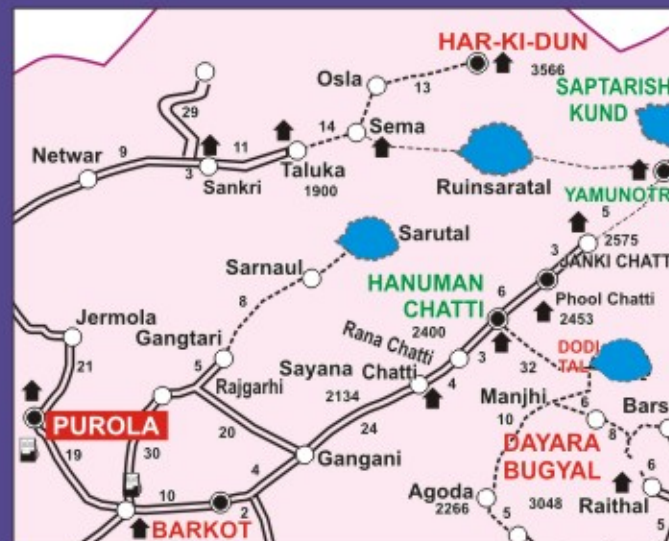 HAR-KI-DUN
3566
Osla
13
SAPTARISH
KUND
29
14
Sema
Netwar
9
11
3
Sankri
Taluka
1900
Ruinsaratal
YAMUNOTR
5
2575
Sarutal
JANKI CHATT
3
Sarnaul
HANUMAN
CHATTI
6
Phool Chatti
2453
8
Jermola
Gangtari
2400
Rana Chatti
DODI
TAL
21
5
Sayana Chatti
3
32
Rajgarhi
2134
4
Manjhi
6
Bars
PUROLA
20
24
10
8
DAYARA
BUGYAL
19
30
Gangani
4
6
10
2
Agoda
2266
3048
Raithal
BARKOT
5
5